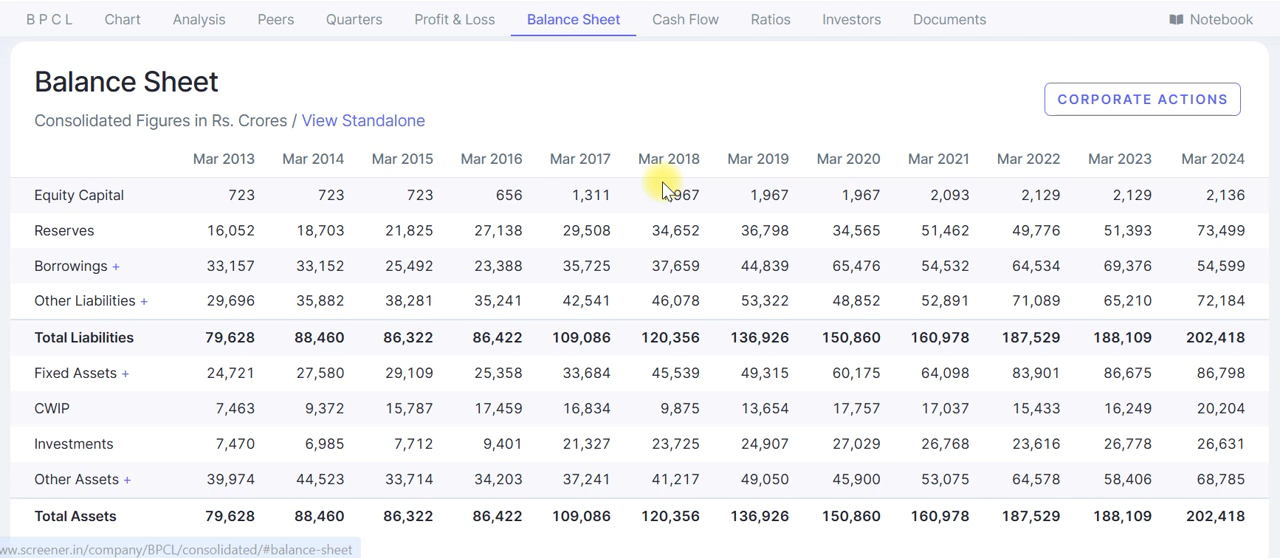 B P C L Chart Analysis Peers Quarters Profit & Loss Balance Sheet Cash Flow Ratios Investors Documents Notebook
Balance Sheet
CORPORATE ACTIONS
Consolidated Figures in Rs. Crores / View Standalone
Mar 2013 Mar 2014 Mar 2015 Mar 2016 Mar 2017 Mar 2018 Mar 2019 Mar 2020 Mar 2021 Mar 2022 Mar 2023 Mar 2024
Equity Capital 723 723 723 656 1,311 967 1,967 1,967 2,093 2,129 2,129 2,136
Reserves 16,052 18,703 21,825 27,138 29,508 34,652 36,798 34,565 51,462 49,776 51,393 73,499
Borrowings + 33,157 33,152 25,492 23,388 35,725 37,659 44,839 65,476 54,532 64,534 69,376 54,599
Other Liabilities + 29,696 35,882 38,281 35,241 42,541 46,078 53,322 48,852 52,891 71,089 65,210 72,184
Total Liabilities 79,628 88,460 86,322 86,422 109,086 120,356 136,926 150,860 160,978 187,529 188,109 202,418
Fixed Assets + 24,721 27,580 29,109 25,358 33,684 45,539 49,315 60,175 64,098 83,901 86,675 86,798
CWIP 7,463 9,372 15,787 17,459 16,834 9,875 13,654 17,757 17,037 15,433 16,249 20,204
Investments 7,470 6,985 7,712 9,401 21,327 23,725 24,907 27,029 26,768 23,616 26,778 26,631
Other Assets + 39,974 44,523 33,714 34,203 37,241 41,217 49,050 45,900 53,075 64,578 58,406 68,785
Total Assets 79,628 88,460 86,322 86,422 109,086 120,356 136,926 150,860 160,978 187,529 188,109 202,418
ww.screener.in/company/BPCL/consolidated/#balance-sheet